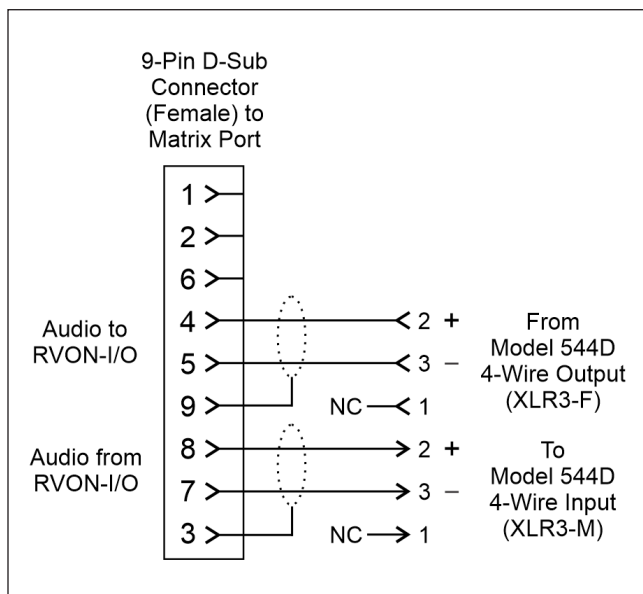 9-Pin D-Sub
Connector
(Female) to
Matrix Port
1
2
6
4
5
9
8
7
3
Audio to
RVON-I/O
Audio from
RVON-I/O
2 +
3 –
NC 1
2 +
3 –
NC 1
From
Model 544D
4-Wire Output
(XLR3-F)
To
Model 544D
4-Wire Input
(XLR3-M)